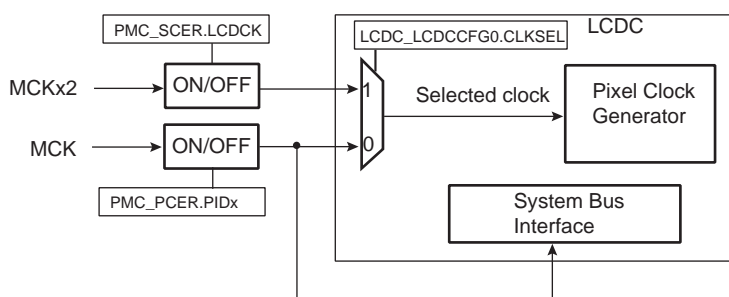 PMC_SCER.LCDCK
LCDC_LCDCCFG0.CLKSEL
LCDC
MCKx2
ON/OFF
1
Selected clock
Pixel Clock
Generator
MCK
ON/OFF
0
PMC_PCER.PIDx
System Bus
Interface